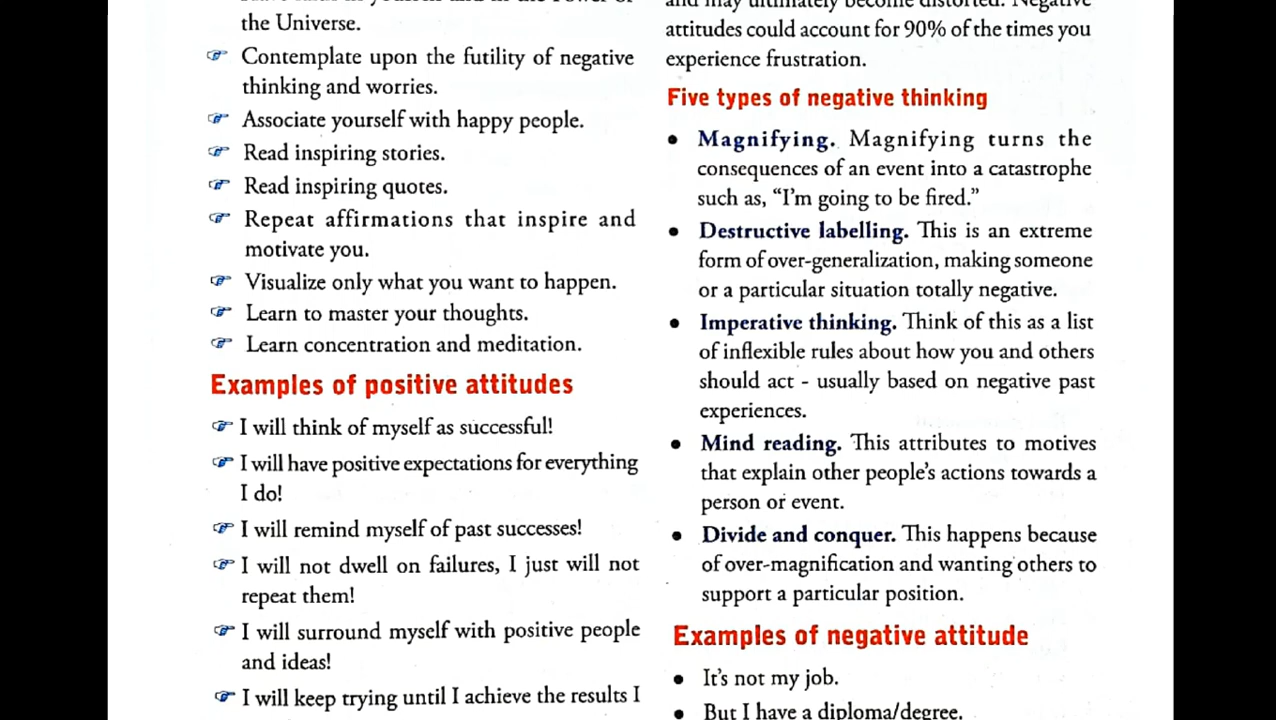 the Universe.
Contemplate upon the futility of negative
thinking and worries.
Associate yourself with happy people.
Read inspiring stories.
Read inspiring quotes.
Repeat affirmations that inspire and
motivate you.
Visualize only what you want to happen.
Learn to master your thoughts.
Learn concentration and meditation.
Examples of positive attitudes
I will think of myself as successful!
I will have positive expectations for everything
I do!
I will remind myself of past successes!
I will not dwell on failures, I just will not
repeat them!
I will surround myself with positive people
and ideas!
I will keep trying until I achieve the results I
and may ultimately become distorted. Negative
attitudes could account for 90% of the times you
experience frustration.
Five types of negative thinking
• Magnifying. Magnifying turns the
consequences of an event into a catastrophe
such as, “I’m going to be fired.”
• Destructive labelling. This is an extreme
form of over-generalization, making someone
or a particular situation totally negative.
• Imperative thinking. Think of this as a list
of inflexible rules about how you and others
should act - usually based on negative past
experiences.
• Mind reading. This attributes to motives
that explain other people’s actions towards a
person or event.
• Divide and conquer. This happens because
of over-magnification and wanting others to
support a particular position.
Examples of negative attitude
• It’s not my job.
• But I have a diploma/degree.